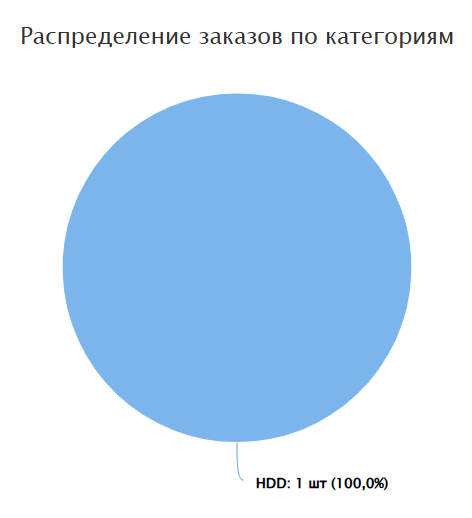 Распределение заказов по категориям
HDD: 1 шт (100,0%)